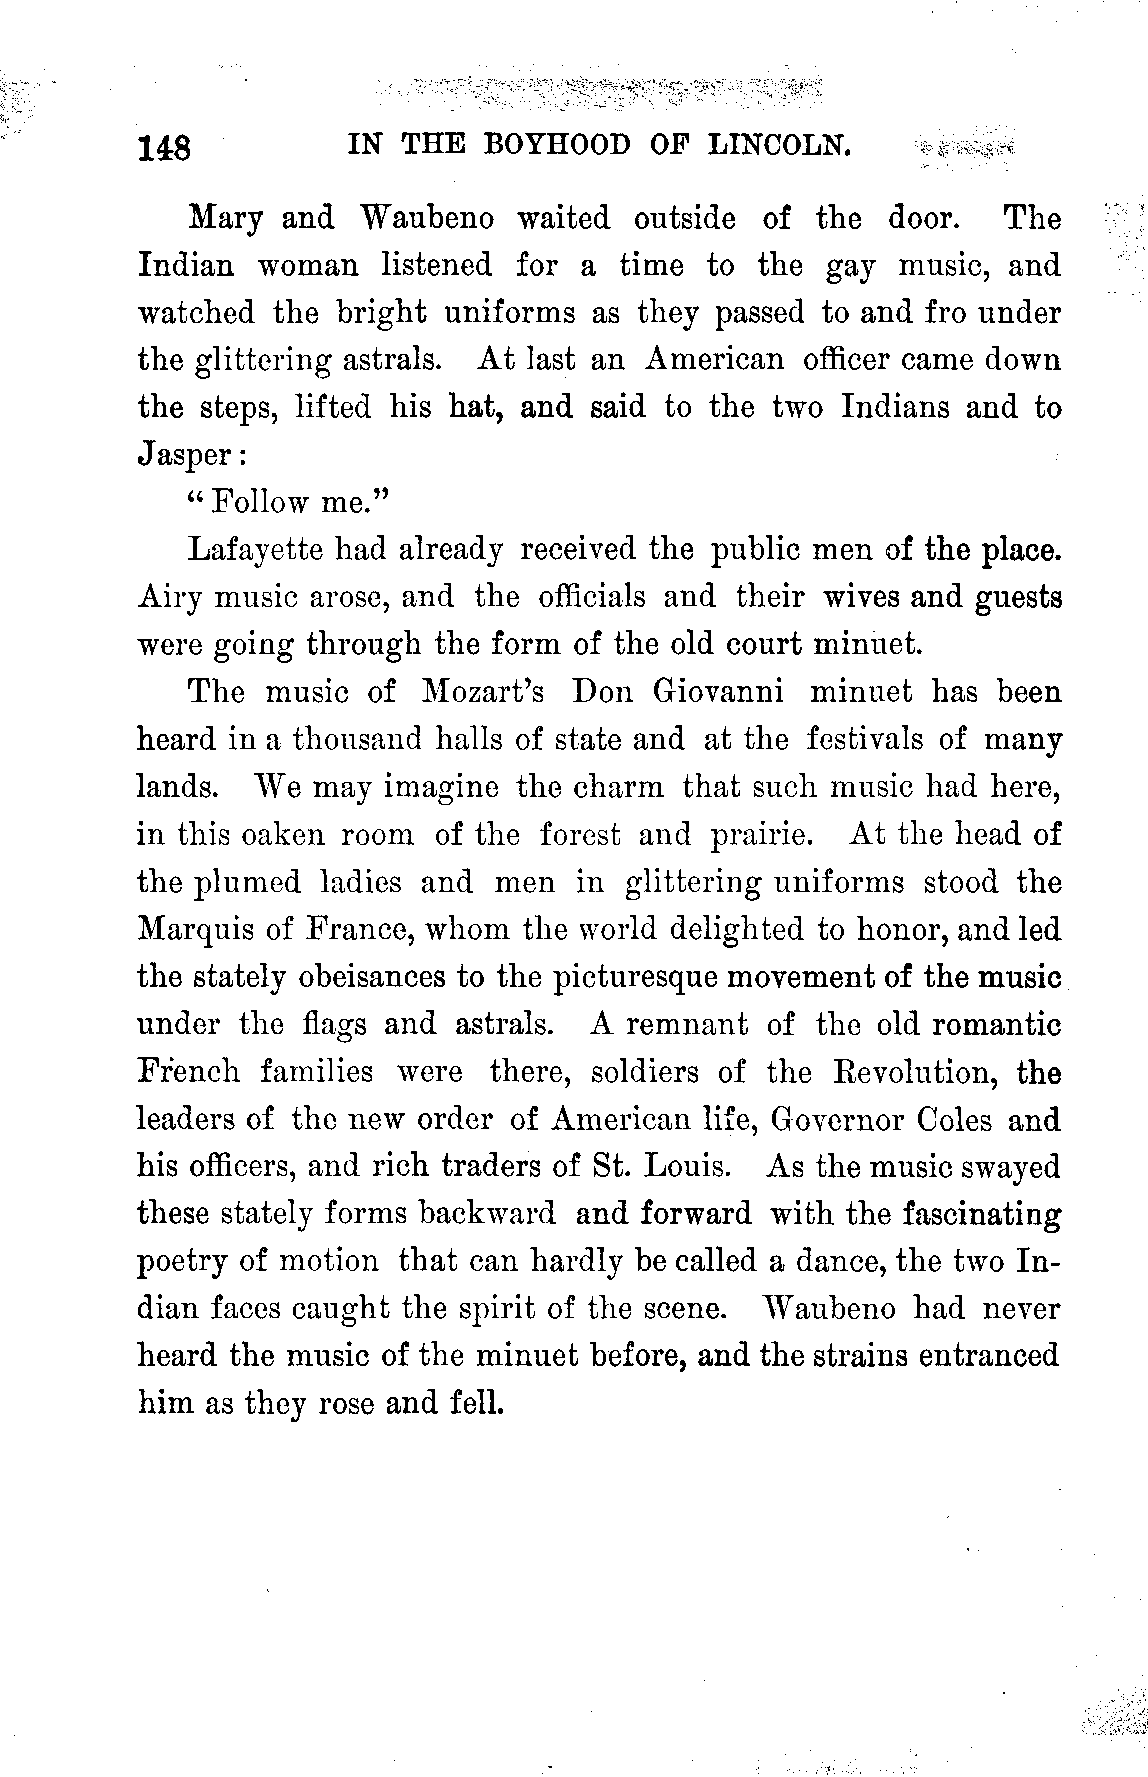 148 IN THE BOYHOOD OF LINCOLN.
Mary and Waubeno waited outside of the door. The
Indian woman listened for a time to the gay music, and
watched the bright uniforms as they passed to and fro under
the glittering astrals. At last an American officer came down
the steps, lifted his hat, and said to the two Indians and to
Jasper:
"Follow me."
Lafayette had already received the public men of the place.
Airy music arose, and the officials and their wives and guests
were going through the form of the old court minuet.
The music of Mozart's Don Giovanni minuet has been
heard in a thousand halls of state and at the festivals of many
lands. We may imagine the charm that such music had here,
in this oaken room of the forest and prairie. At the head of
the plumed ladies and men in glittering uniforms stood the
Marquis of France, whom the world delighted to honor, and led
the stately obeisances to the picturesque movement of the music
under the flags and astrals. A remnant of the old romantic
French families were there, soldiers of the Revolution, the
leaders of the new order of American life, Governor Coles and
his officers, and rich traders of St. Louis. As the music swayed
these stately forms backward and forward with the fascinating
poetry of motion that can hardly be called a dance, the two In-
dian faces caught the spirit of the scene. Waubeno had never
heard the music of the minuet before, and the strains entranced
him as they rose and fell.